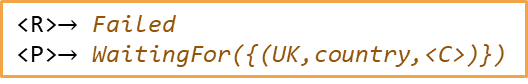 <R>→ Failed
<P>→ WaitingFor({(UK,country,<C>)})